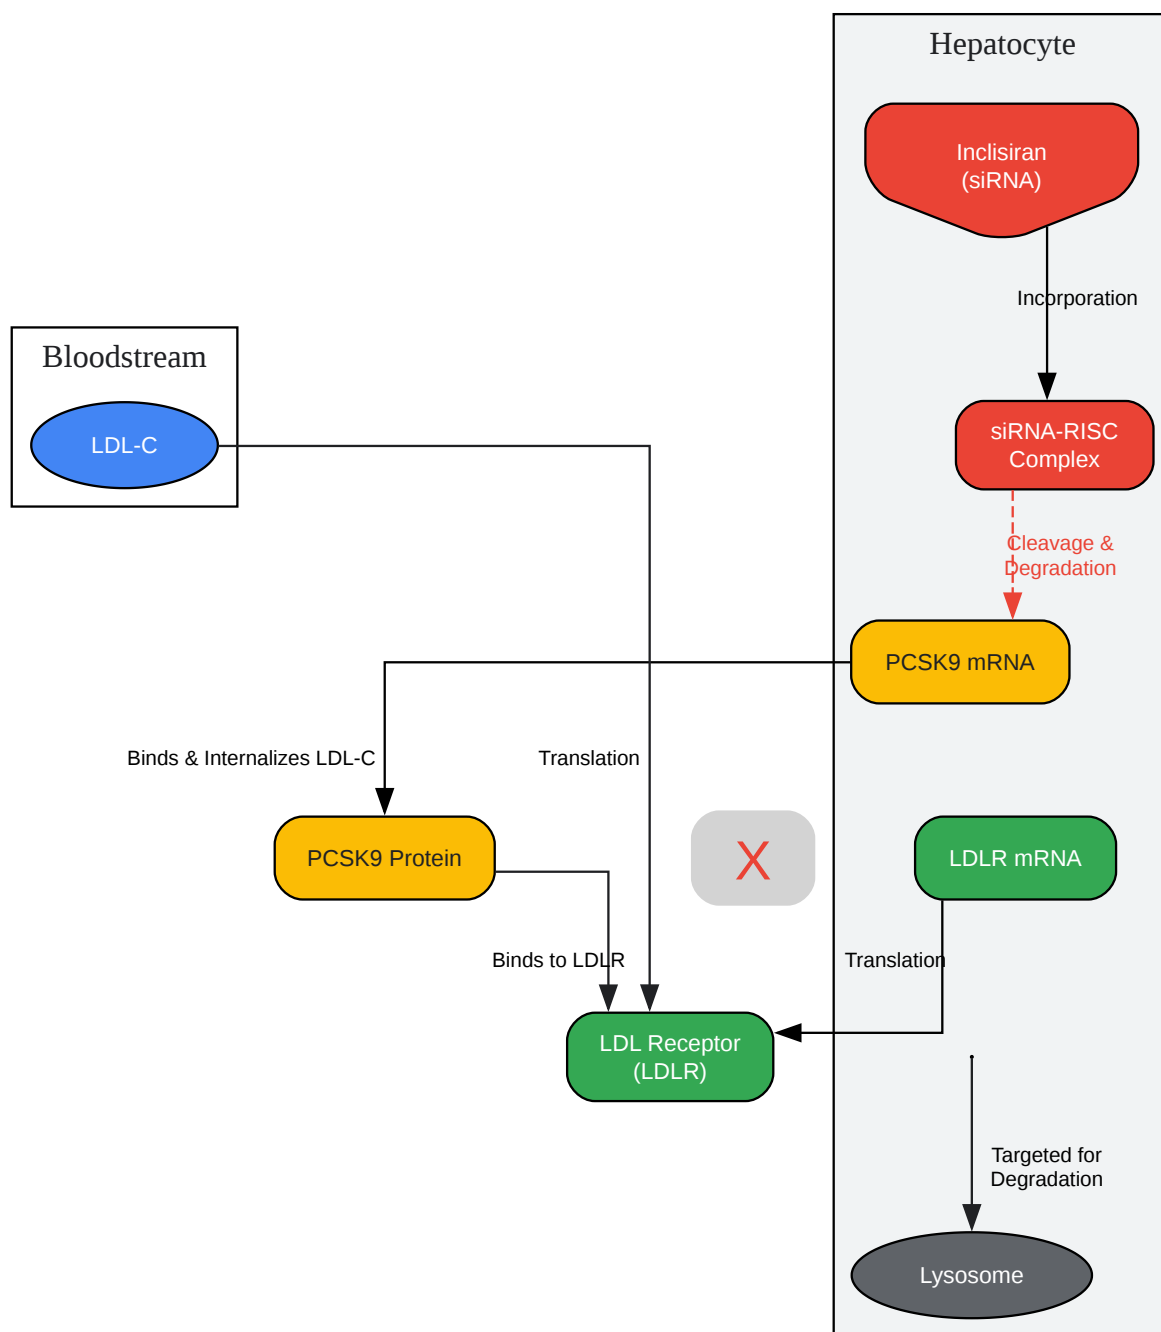 Hepatocyte
Inclisiran
(siRNA)
Incorporation
Bloodstream
LDL-C
siRNA-RISC
Complex
Cleavage &
Degradation
PCSK9 mRNA
Binds & Internalizes LDL-C
Translation
PCSK9 Protein
X
LDLR mRNA
Binds to LDLR
Translation
LDL Receptor
(LDLR)
Targeted for
Degradation
Lysosome